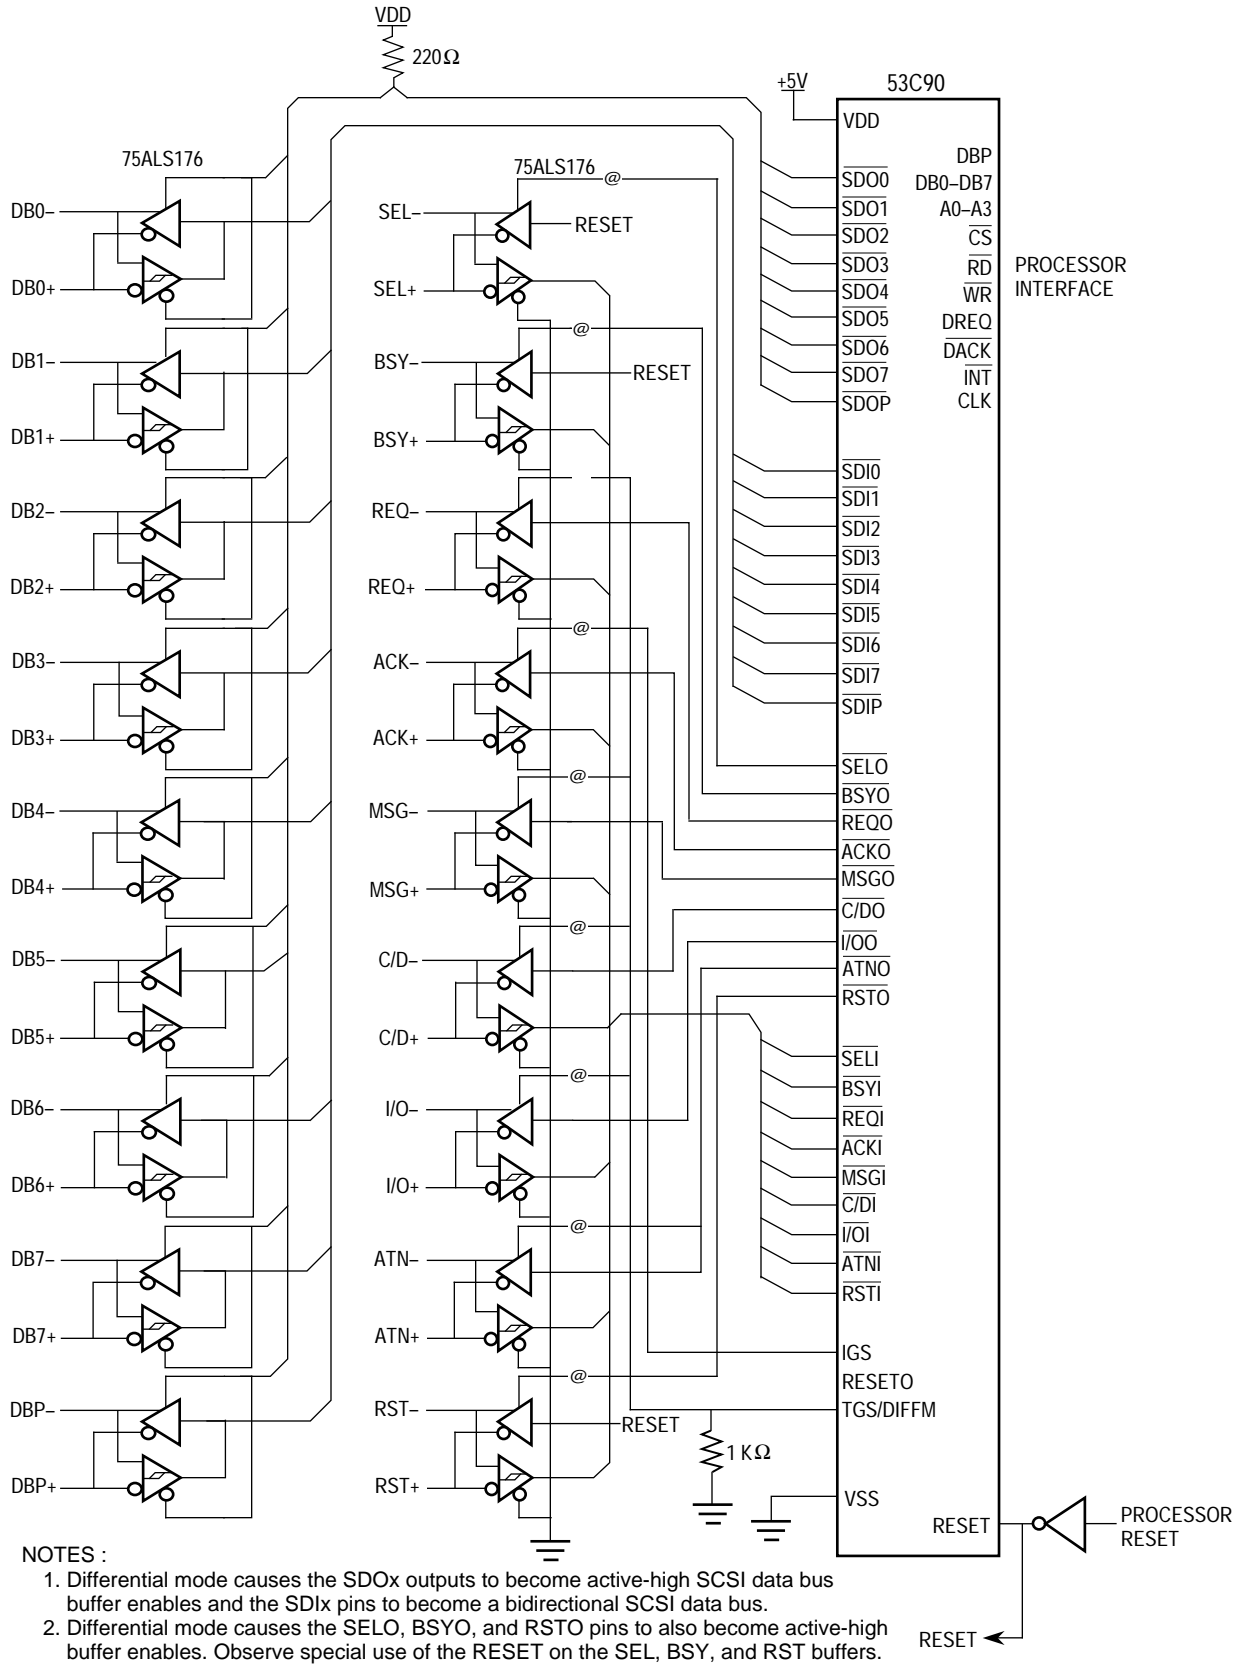 VDD
220Ω
+5V
53C90
75ALS176
75ALS176
@
DB0–
DB0+
DB1–
DB1+
DB2–
DB2+
DB3–
DB3+
DB4–
DB4+
DB5–
DB5+
DB6–
DB6+
DB7–
DB7+
DBP–
DBP+
SEL–
RESET
SEL+
@
BSY–
RESET
BSY+
REQ–
REQ+
@
ACK–
ACK+
@
MSG–
MSG+
@
C/D–
C/D+
@
I/O–
I/O+
@
ATN–
ATN+
@
RST–
RESET
RST+
1 KΩ
VDD
SDO0
SDO1
SDO2
SDO3
SDO4
SDO5
SDO6
SDO7
SDOP
SDI0
SDI1
SDI2
SDI3
SDI4
SDI5
SDI6
SDI7
SDIP
SELO
BSYO
REQO
ACKO
MSGO
C/DO
I/OO
ATNO
RSTO
SELI
BSYI
REQI
ACKI
MSGI
C/DI
I/OI
ATNI
RSTI
IGS
RESETO
TGS/DIFFM
VSS
DBP
DB0–DB7
A0–A3
CS
RD
WR
DREQ
DACK
INT
CLK
RESET
PROCESSOR
INTERFACE
PROCESSOR
RESET
RESET
NOTES :
1. Differential mode causes the SDOx outputs to become active-high SCSI data bus
buffer enables and the SDIx pins to become a bidirectional SCSI data bus.
2. Differential mode causes the SELO, BSYO, and RSTO pins to also become active-high
buffer enables. Observe special use of the RESET on the SEL, BSY, and RST buffers.